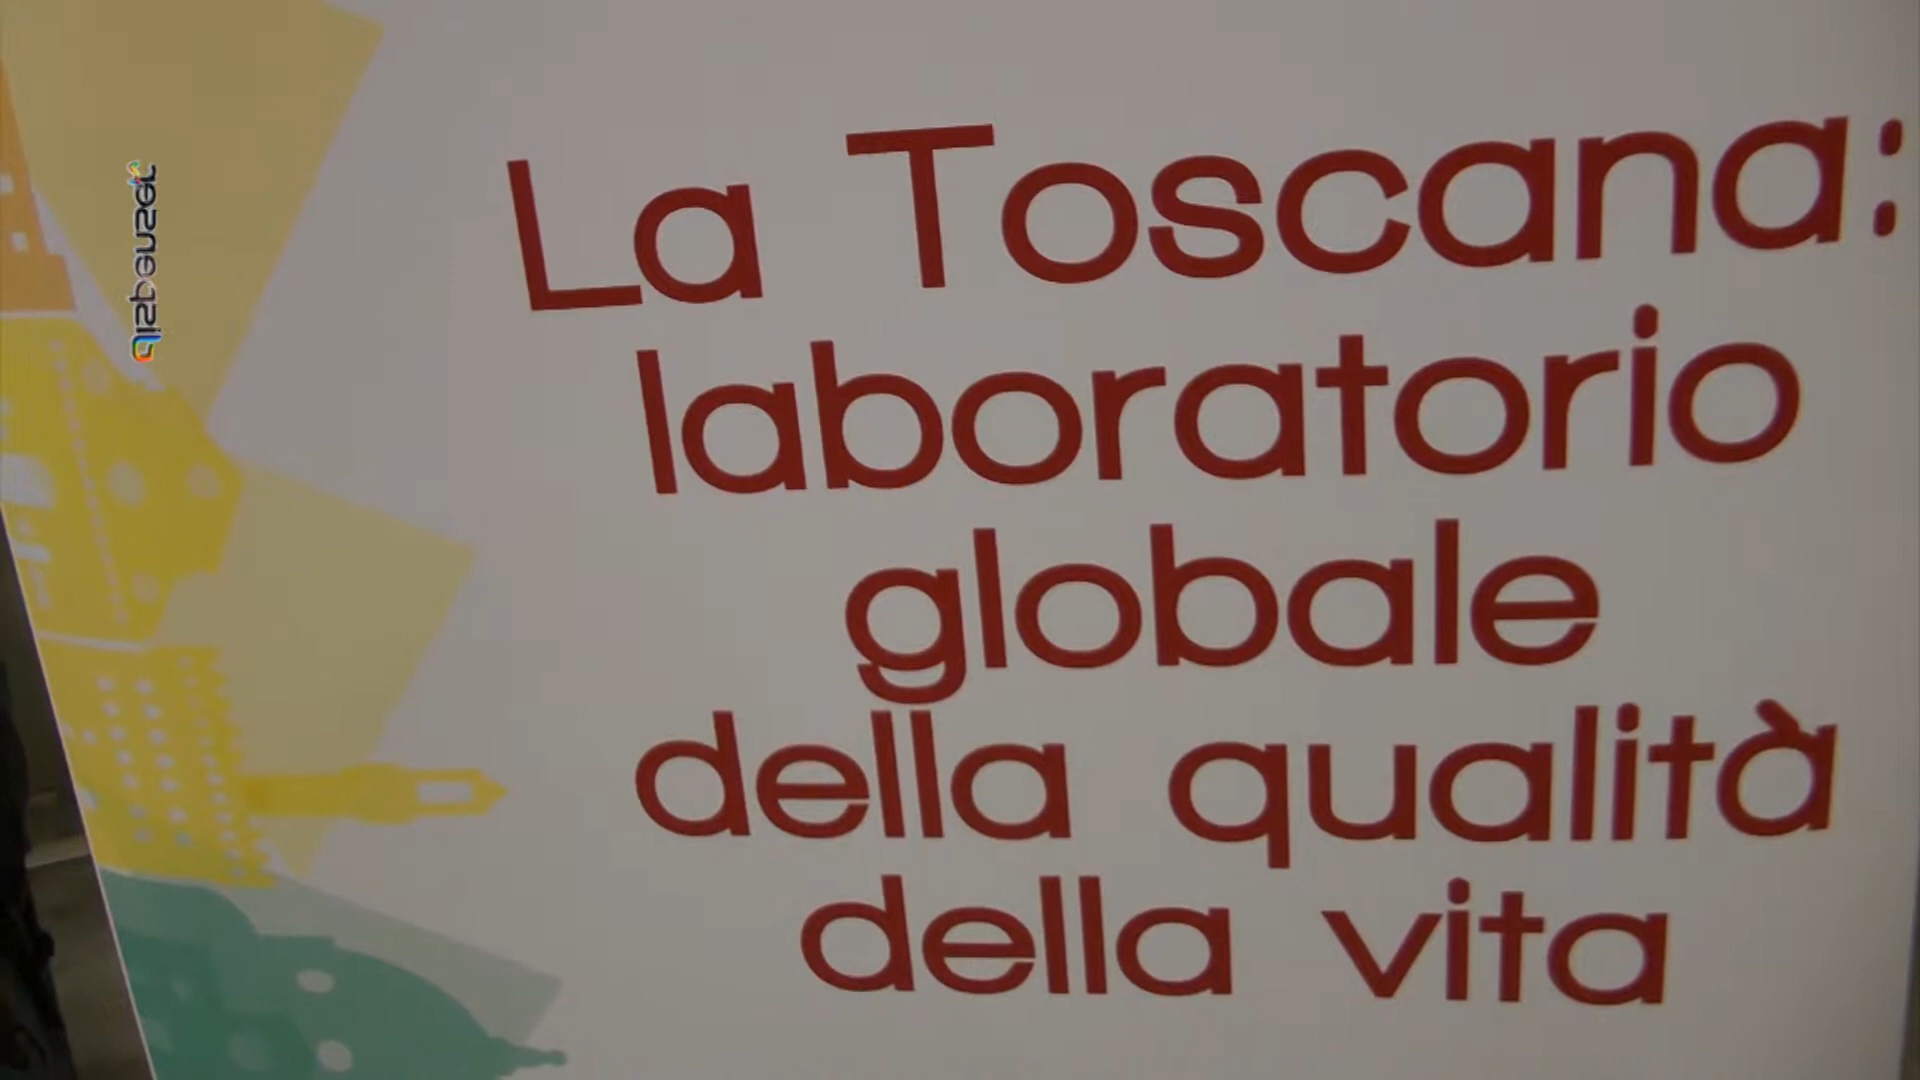 La Toscana:
laboratorio
globale
della qualità
della vita